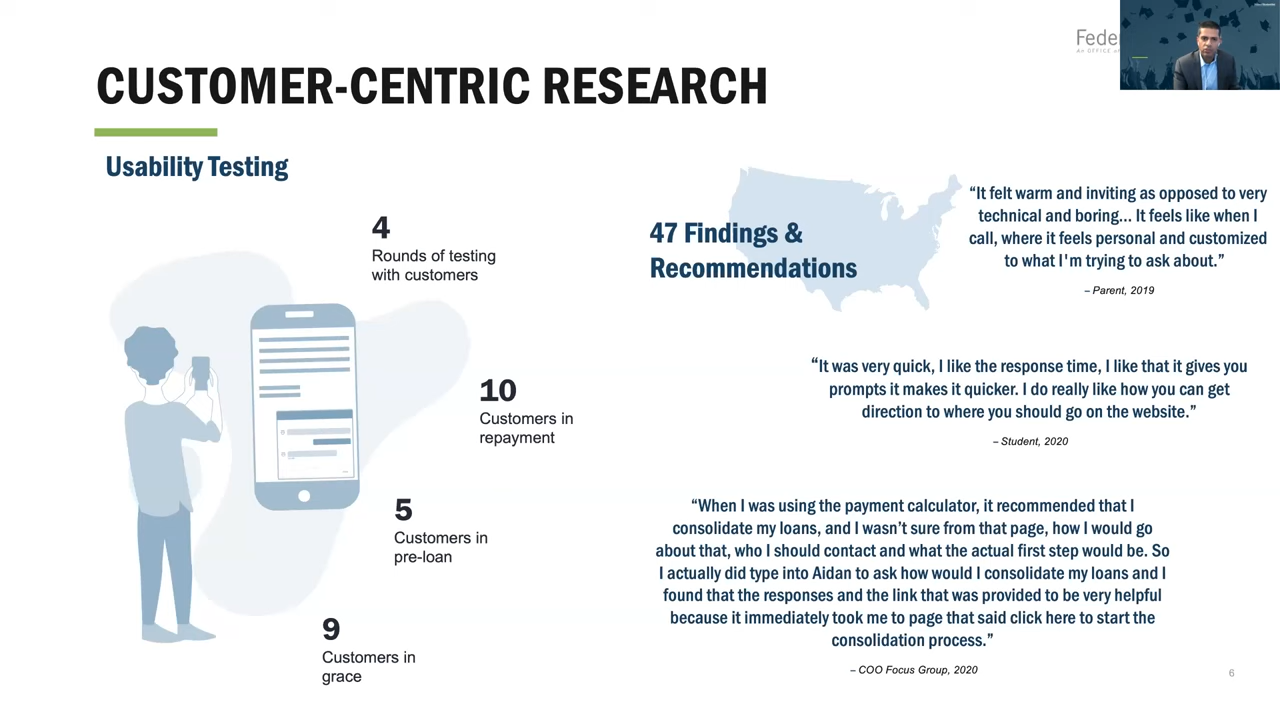 Feder
An OFFICE of
CUSTOMER-CENTRIC RESEARCH
Usability Testing
4
Rounds of testing
with customers
10
Customers in
repayment
5
Customers in
pre-loan
9
Customers in
grace
47 Findings &
Recommendations
“It felt warm and inviting as opposed to very
technical and boring... It feels like when I
call, where it feels personal and customized
to what I'm trying to ask about.”
– Parent, 2019
“It was very quick, I like the response time, I like that it gives you
prompts it makes it quicker. I do really like how you can get
direction to where you should go on the website.”
– Student, 2020
“When I was using the payment calculator, it recommended that I
consolidate my loans, and I wasn’t sure from that page, how I would go
about that, who I should contact and what the actual first step would be. So
I actually did type into Aidan to ask how would I consolidate my loans and I
found that the responses and the link that was provided to be very helpful
because it immediately took me to page that said click here to start the
consolidation process.”
– COO Focus Group, 2020
6